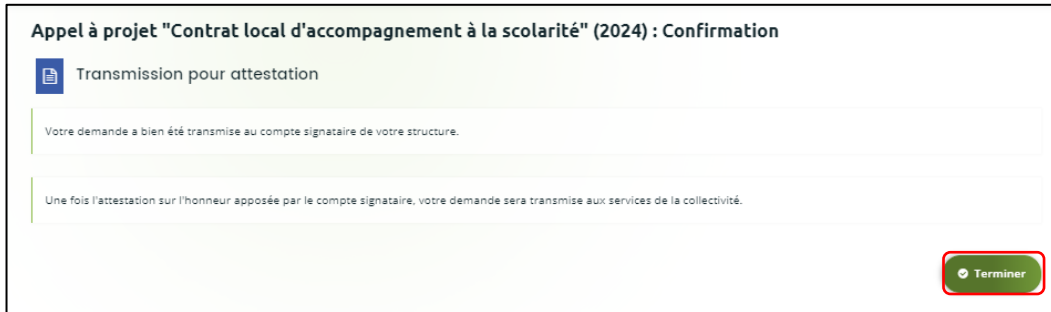 Appel à projet "Contrat local d'accompagnement à la scolarité" (2024) : Confirmation
Transmission pour attestation
Votre demande a bien été transmise au compte signataire de votre structure.
Une fois l'attestation sur l'honneur apposée par le compte signataire, votre demande sera transmise aux services de la collectivité.
Terminer